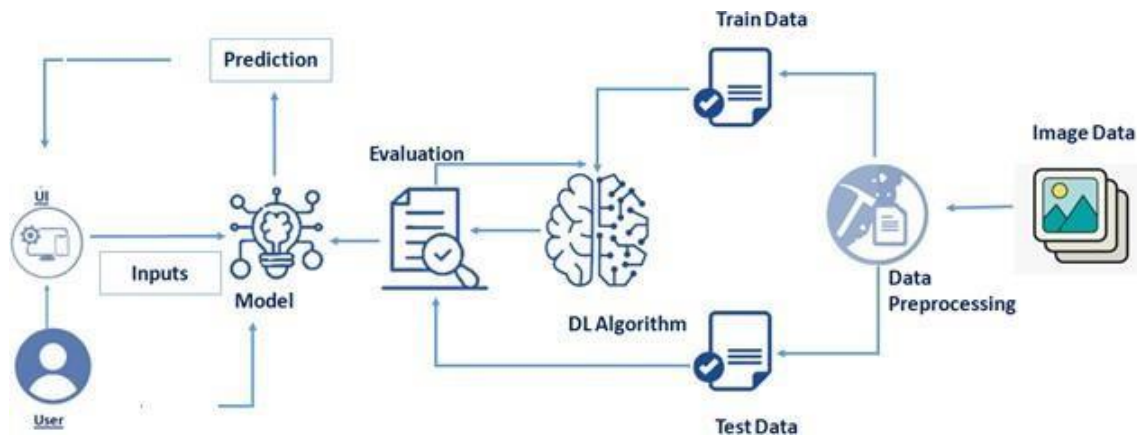 Train Data
Prediction
Image Data
Evaluation
UI
Inputs
Model
Data
Preprocessing
DL Algorithm
User
Test Data